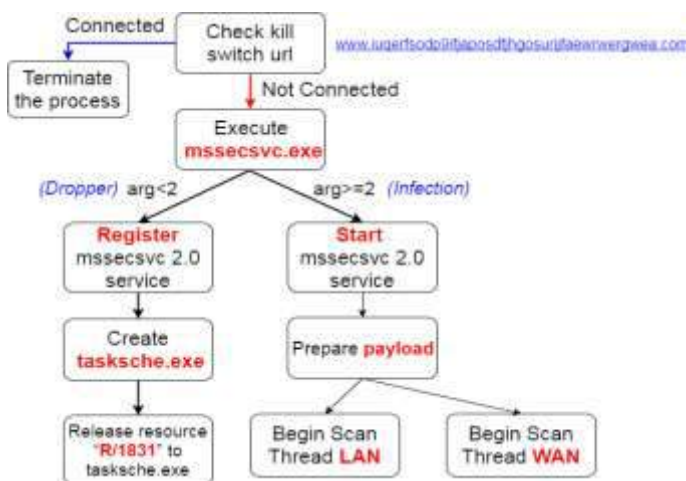 Connected
Check kill
switch url
Terminate
the process
Not Connected
Execute
mssecsvc.exe
(Dropper) arg<2
arg>=2 (Infection)
Register
mssecsvc 2.0
service
Start
mssecsvc 2.0
service
Create
tasksche.exe
Prepare payload
Release resource
"R/1831" to
tasksche.exe
Begin Scan
Thread LAN
Begin Scan
Thread WAN